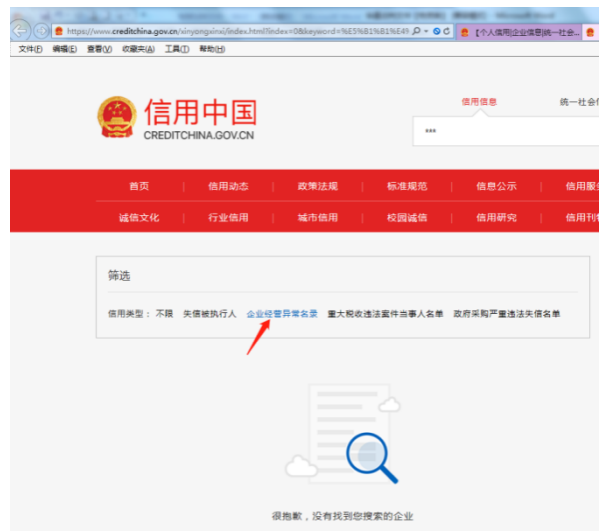 https://www.creditchina.gov.cn/xinyongxinxi/index.html?index=0&keyword=%E5%B1%B1%E4%
【个人信用|企业信息|统一社会...
文件(F) 编辑(E) 查看(V) 收藏夹(A) 工具(T) 帮助(H)
信用中国
CREDITCHINA.GOV.CN
信用信息 统一社会信
***
首页 信用动态 政策法规 标准规范 信息公示 信用服
诚信文化 行业信用 城市信用 校园诚信 信用研究 信用刊
筛选
信用类型： 不限 失信被执行人 企业经营异常名录 重大税收违法案件当事人名单 政府采购严重违法失信名单
很抱歉，没有找到您搜索的企业